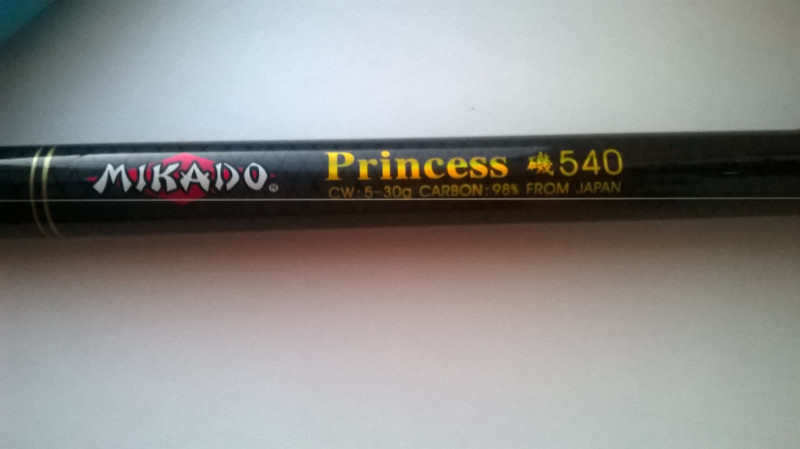 MIKADO®
Princess 磯540
CW:5-30g CARBON:98% FROM JAPAN